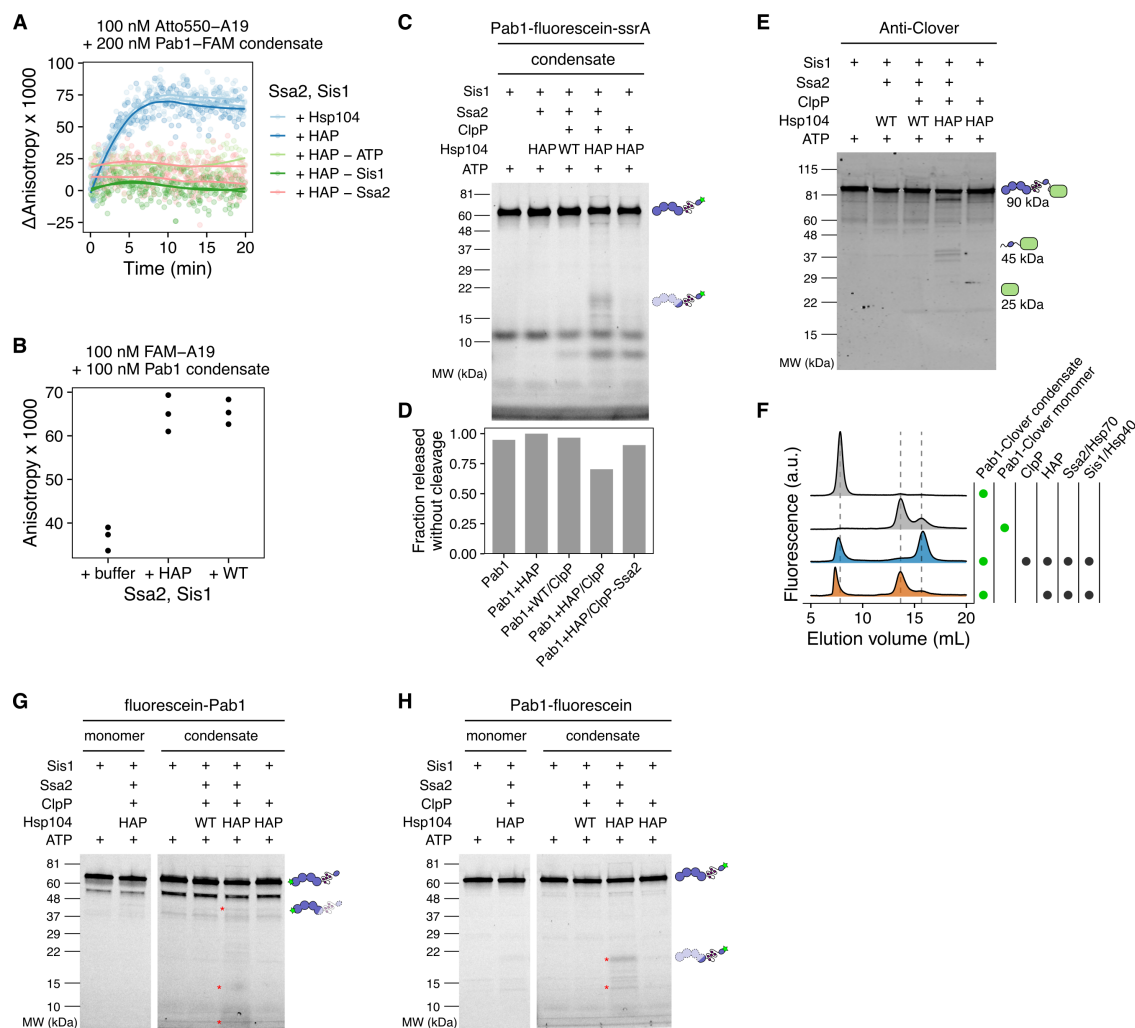 A
100 nM Atto550−A19
+ 200 nM Pab1−FAM condensate
ΔAnisotropy x 1000
100
75
50
25
0
−25
0 5 10 15 20
Time (min)
Ssa2, Sis1
+ Hsp104
+ HAP
+ HAP − ATP
+ HAP − Sis1
+ HAP − Ssa2
B
100 nM FAM−A19
+ 100 nM Pab1 condensate
Anisotropy x 1000
70
60
40
+ buffer + HAP + WT
Ssa2, Sis1
C
Pab1-fluorescein-ssrA
condensate
Sis1 + + + + +
Ssa2 + + +
ClpP + + +
Hsp104 HAP WT HAP HAP
ATP + + + + +
81
60
48
37
29
22
15
10
MW (kDa)
D
Fraction released
without cleavage
1.00
0.75
0.50
0.25
0.00
Pab1
Pab1+HAP
Pab1+WT/ClpP
Pab1+HAP/ClpP
Pab1+HAP/ClpP-Ssa2
E
Anti-Clover
Sis1 + + + + +
Ssa2 + + +
ClpP + + +
Hsp104 WT WT HAP HAP
ATP + + + + +
115
81
60
48
37
29
22
15
10
MW (kDa)
90 kDa
45 kDa
25 kDa
F
Fluorescence (a.u.)
5 10 15 20
Elution volume (mL)
Pab1-Clover condensate
Pab1-Clover monomer
ClpP
HAP
Ssa2/Hsp70
Sis1/Hsp40
G
fluorescein-Pab1
monomer condensate
Sis1 + + + + + +
Ssa2 + + +
ClpP + + + +
Hsp104 HAP WT HAP HAP
ATP + + + + + +
81
60
48
37
29
22
15
10
MW (kDa)
*
*
*
H
Pab1-fluorescein
monomer condensate
Sis1 + + + + + +
Ssa2 + + +
ClpP + + + +
Hsp104 HAP WT HAP HAP
ATP + + + + + +
81
60
48
37
29
22
15
10
MW (kDa)
*
*